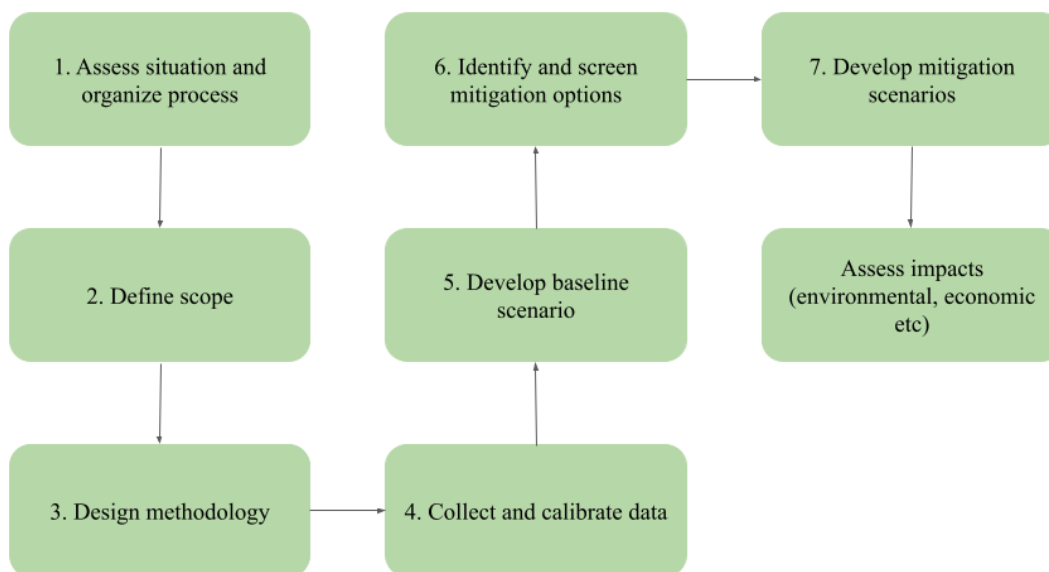 1. Assess situation and
organize process
2. Define scope
3. Design methodology
4. Collect and calibrate data
5. Develop baseline
scenario
6. Identify and screen
mitigation options
7. Develop mitigation
scenarios
Assess impacts
(environmental, economic
etc)